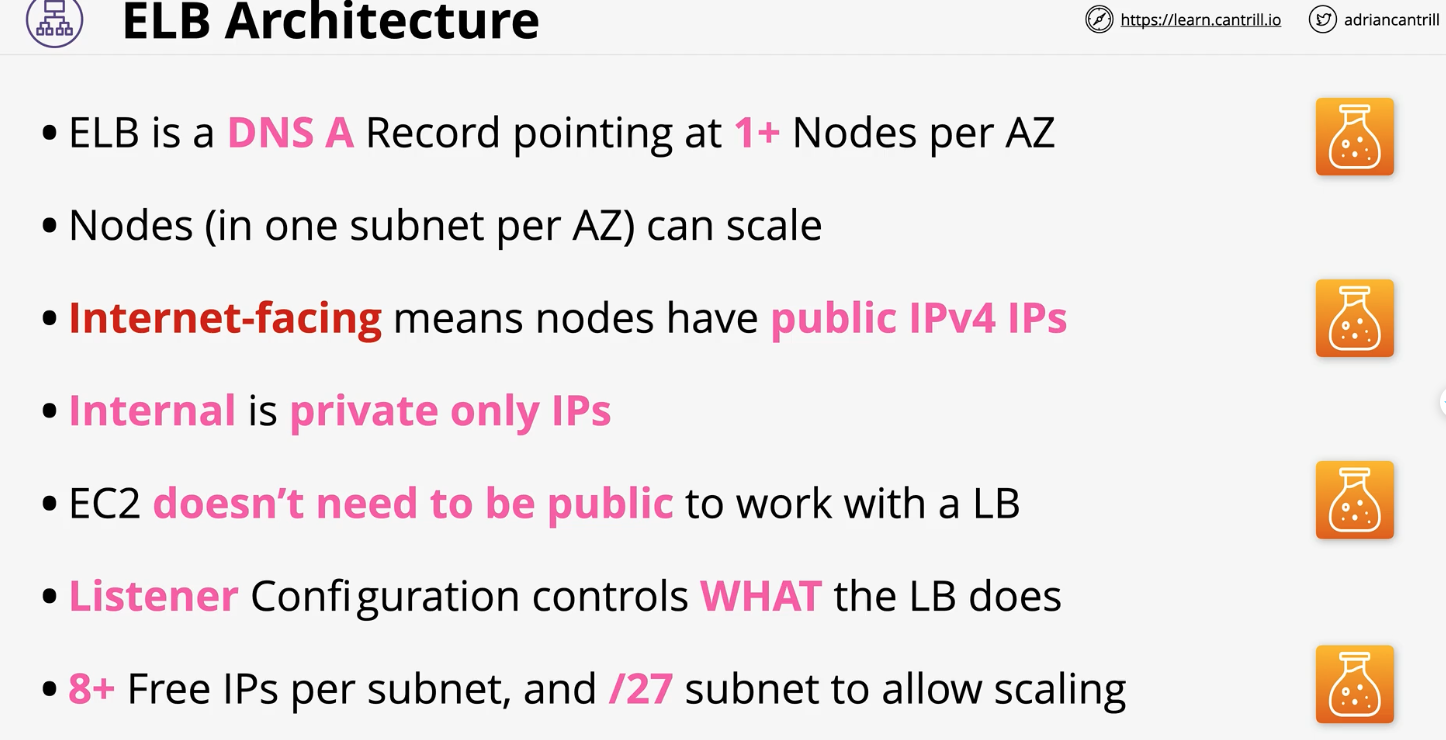 ELB Architecture
https://learn.cantrill.io
adriancantrill
• ELB is a DNS A Record pointing at 1+ Nodes per AZ
• Nodes (in one subnet per AZ) can scale
• Internet-facing means nodes have public IPv4 IPs
• Internal is private only IPs
• EC2 doesn’t need to be public to work with a LB
• Listener Configuration controls WHAT the LB does
• 8+ Free IPs per subnet, and /27 subnet to allow scaling